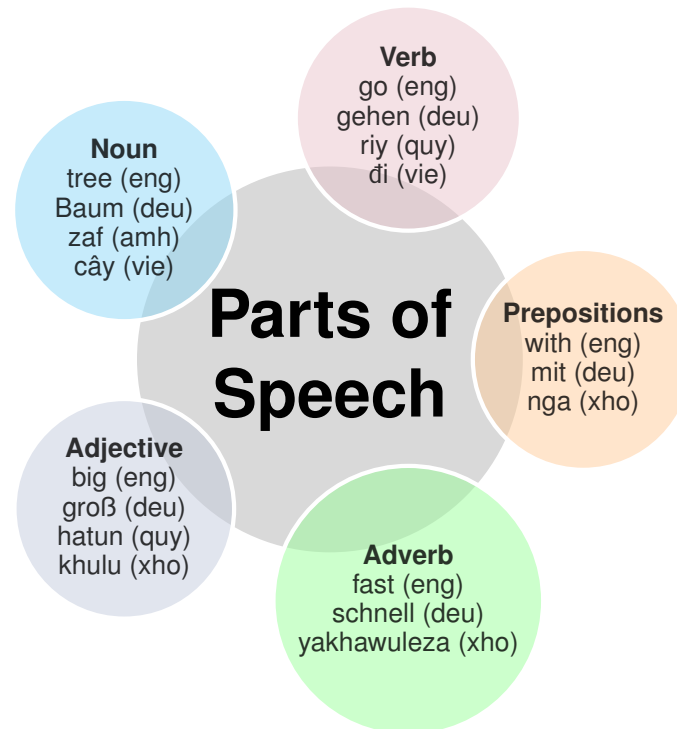 Verb
go (eng)
gehen (deu)
riy (quy)
đi (vie)
Noun
tree (eng)
Baum (deu)
zaf (amh)
cây (vie)
Parts of
Speech
Prepositions
with (eng)
mit (deu)
nga (xho)
Adjective
big (eng)
groß (deu)
hatun (quy)
khulu (xho)
Adverb
fast (eng)
schnell (deu)
yakhawuleza (xho)